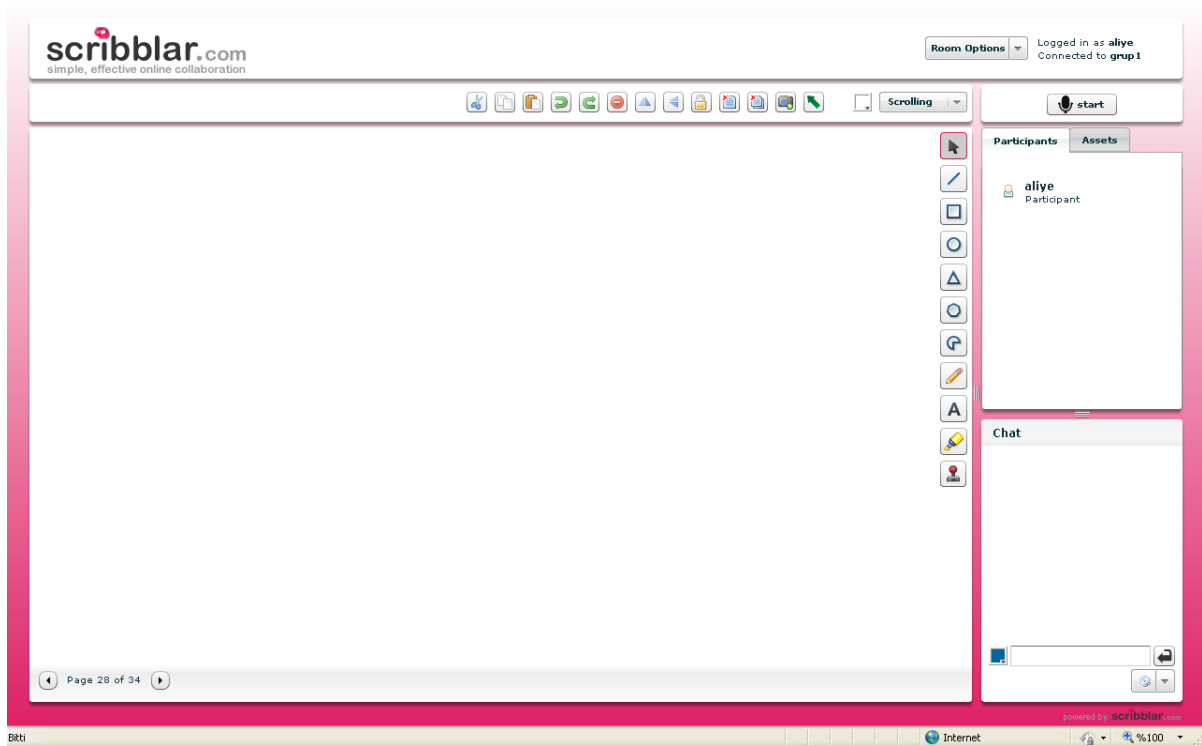 scribblar.com
simple, effective online collaboration
Room Options
Logged in as aliye
Connected to grup1
Scrolling
start
Participants
Assets
aliye
Participant
A
Chat
Page 28 of 34
powered by scribblar.com
Bitti
Internet
%100